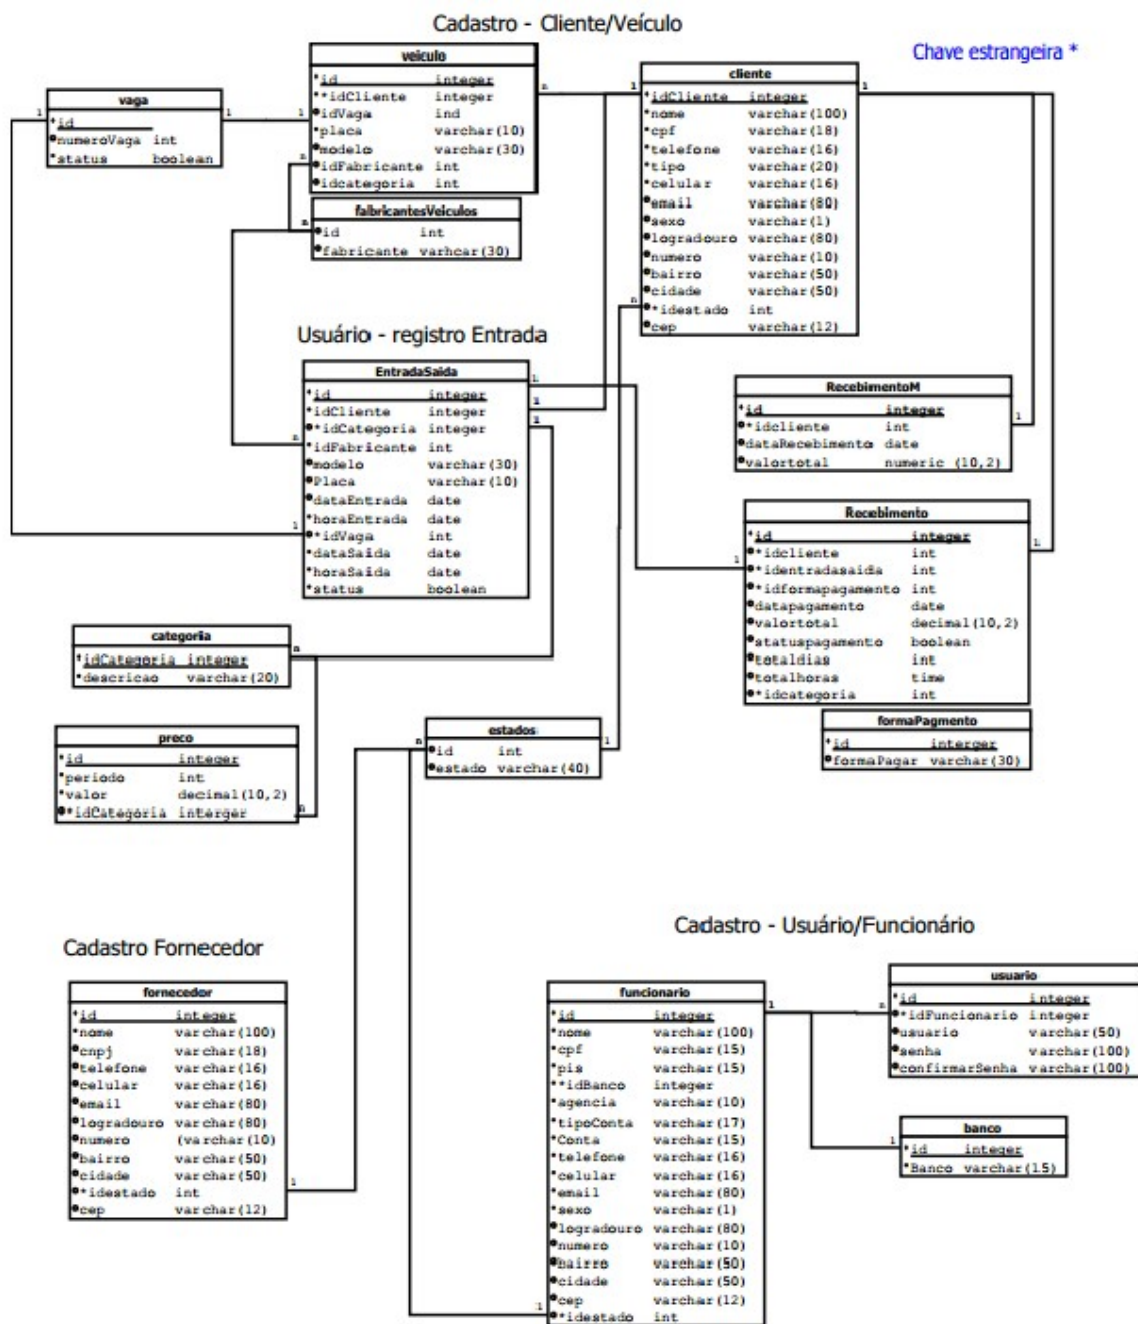 Cadastro - Cliente/Veículo
Chave estrangeira *
veiculo
*id integer
**idCliente integer
idVaga ind
*placa varchar(10)
modelo varchar(30)
idFabricante int
idcategoria int
vaga
*id
numeroVaga int
*status boolean
fabricantesVeiculos
id int
fabricante varhcar(30)
cliente
*idCliente integer
*nome varchar(100)
*cpf varchar(18)
*telefone varchar(16)
*tipo varchar(20)
*celular varchar(16)
email varchar(80)
*sexo varchar(1)
logradouro varchar(80)
numero varchar(10)
bairro varchar(50)
cidade varchar(50)
*idestado int
cep varchar(12)
Usuário - registro Entrada
EntradaSaida
*id integer
*idCliente integer
*idCategoria integer
*idFabricante int
modelo varchar(30)
Placa varchar(10)
dataEntrada date
*horaEntrada date
*idVaga int
*dataSaida date
*horaSaida date
*status boolean
RecebimentoM
*id integer
*idcliente int
dataRecebimento date
valortotal numeric (10,2)
Recebimento
*id integer
*idcliente int
*identradasaida int
*idformapagamento int
datapagamento date
valortotal decimal(10,2)
statuspagamento boolean
totaldias int
totalhoras time
*idcategoria int
formaPagmento
*id interger
formaPagar varchar(30)
categoria
*idCategoria integer
*descricao varchar(20)
preco
*id integer
*periodo int
*valor decimal(10,2)
*idCategoria interger
estados
id int
estado varchar(40)
Cadastro Fornecedor
fornecedor
*id integer
*nome varchar(100)
cnpj varchar(18)
telefone varchar(16)
celular varchar(16)
email varchar(80)
logradouro varchar(80)
numero (varchar(10)
bairro varchar(50)
cidade varchar(50)
*idestado int
cep varchar(12)
Cadastro - Usuário/Funcionário
funcionario
*id integer
*nome varchar(100)
*cpf varchar(15)
*pis varchar(15)
**idBanco integer
*agencia varchar(10)
*tipoConta varchar(17)
*Conta varchar(15)
*telefone varchar(16)
*celular varchar(16)
*email varchar(80)
*sexo varchar(1)
logradouro varchar(80)
numero varchar(10)
bairro varchar(50)
cidade varchar(50)
cep varchar(12)
*idestado int
usuario
*id integer
*idFuncionario integer
usuario varchar(50)
senha varchar(100)
confirmarSenha varchar(100)
banco
*id integer
*Banco varchar(15)